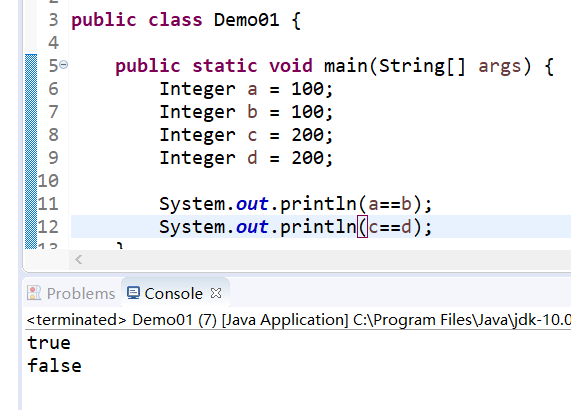 3 public class Demo01 {
4
5 public static void main(String[] args) {
6 Integer a = 100;
7 Integer b = 100;
8 Integer c = 200;
9 Integer d = 200;
10
11 System.out.println(a==b);
12 System.out.println(c==d);
13 }
Problems Console
<terminated> Demo01 (7) [Java Application] C:\Program Files\Java\jdk-10.0
true
false